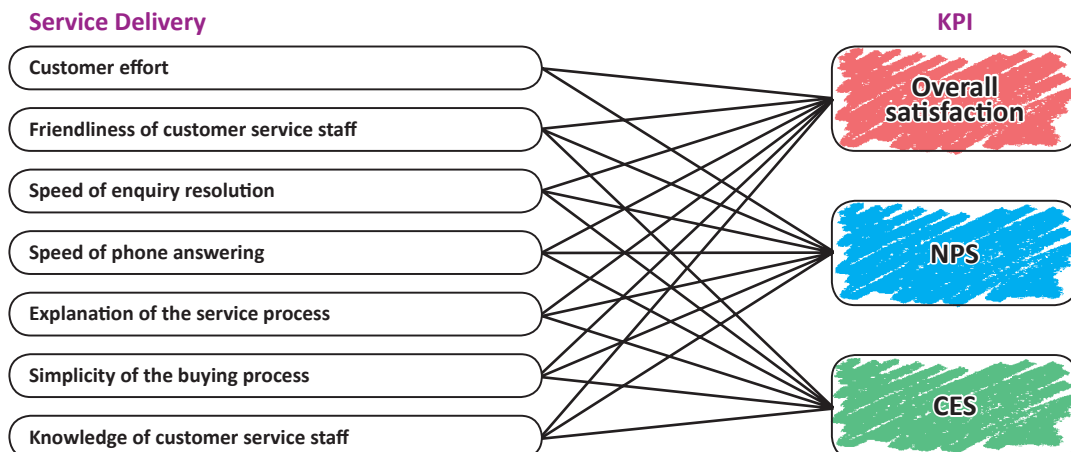 Service Delivery
KPI
Customer effort
Friendliness of customer service staff
Speed of enquiry resolution
Speed of phone answering
Explanation of the service process
Simplicity of the buying process
Knowledge of customer service staff
Overall
satisfaction
NPS
CES